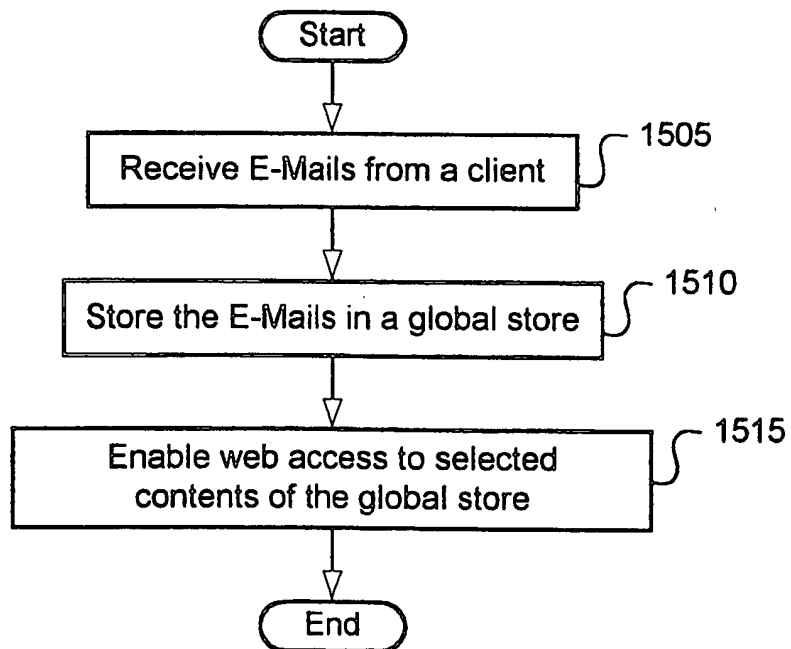 Start
Receive E-Mails from a client
1505
Store the E-Mails in a global store
1510
Enable web access to selected
contents of the global store
1515
End